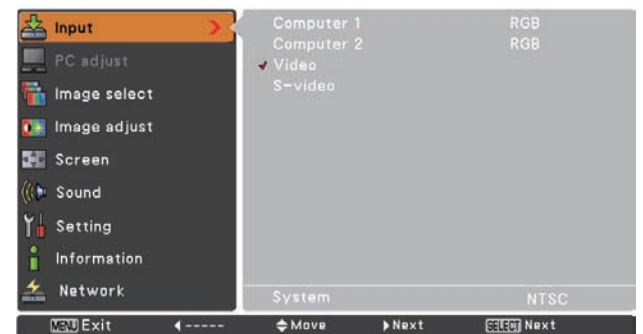 Input
PC adjust
Image select
Image adjust
Screen
Sound
Setting
Information
Network
Computer 1 RGB
Computer 2 RGB
Video
S-video
System NTSC
MENU Exit ----- Move Next SELECT Next